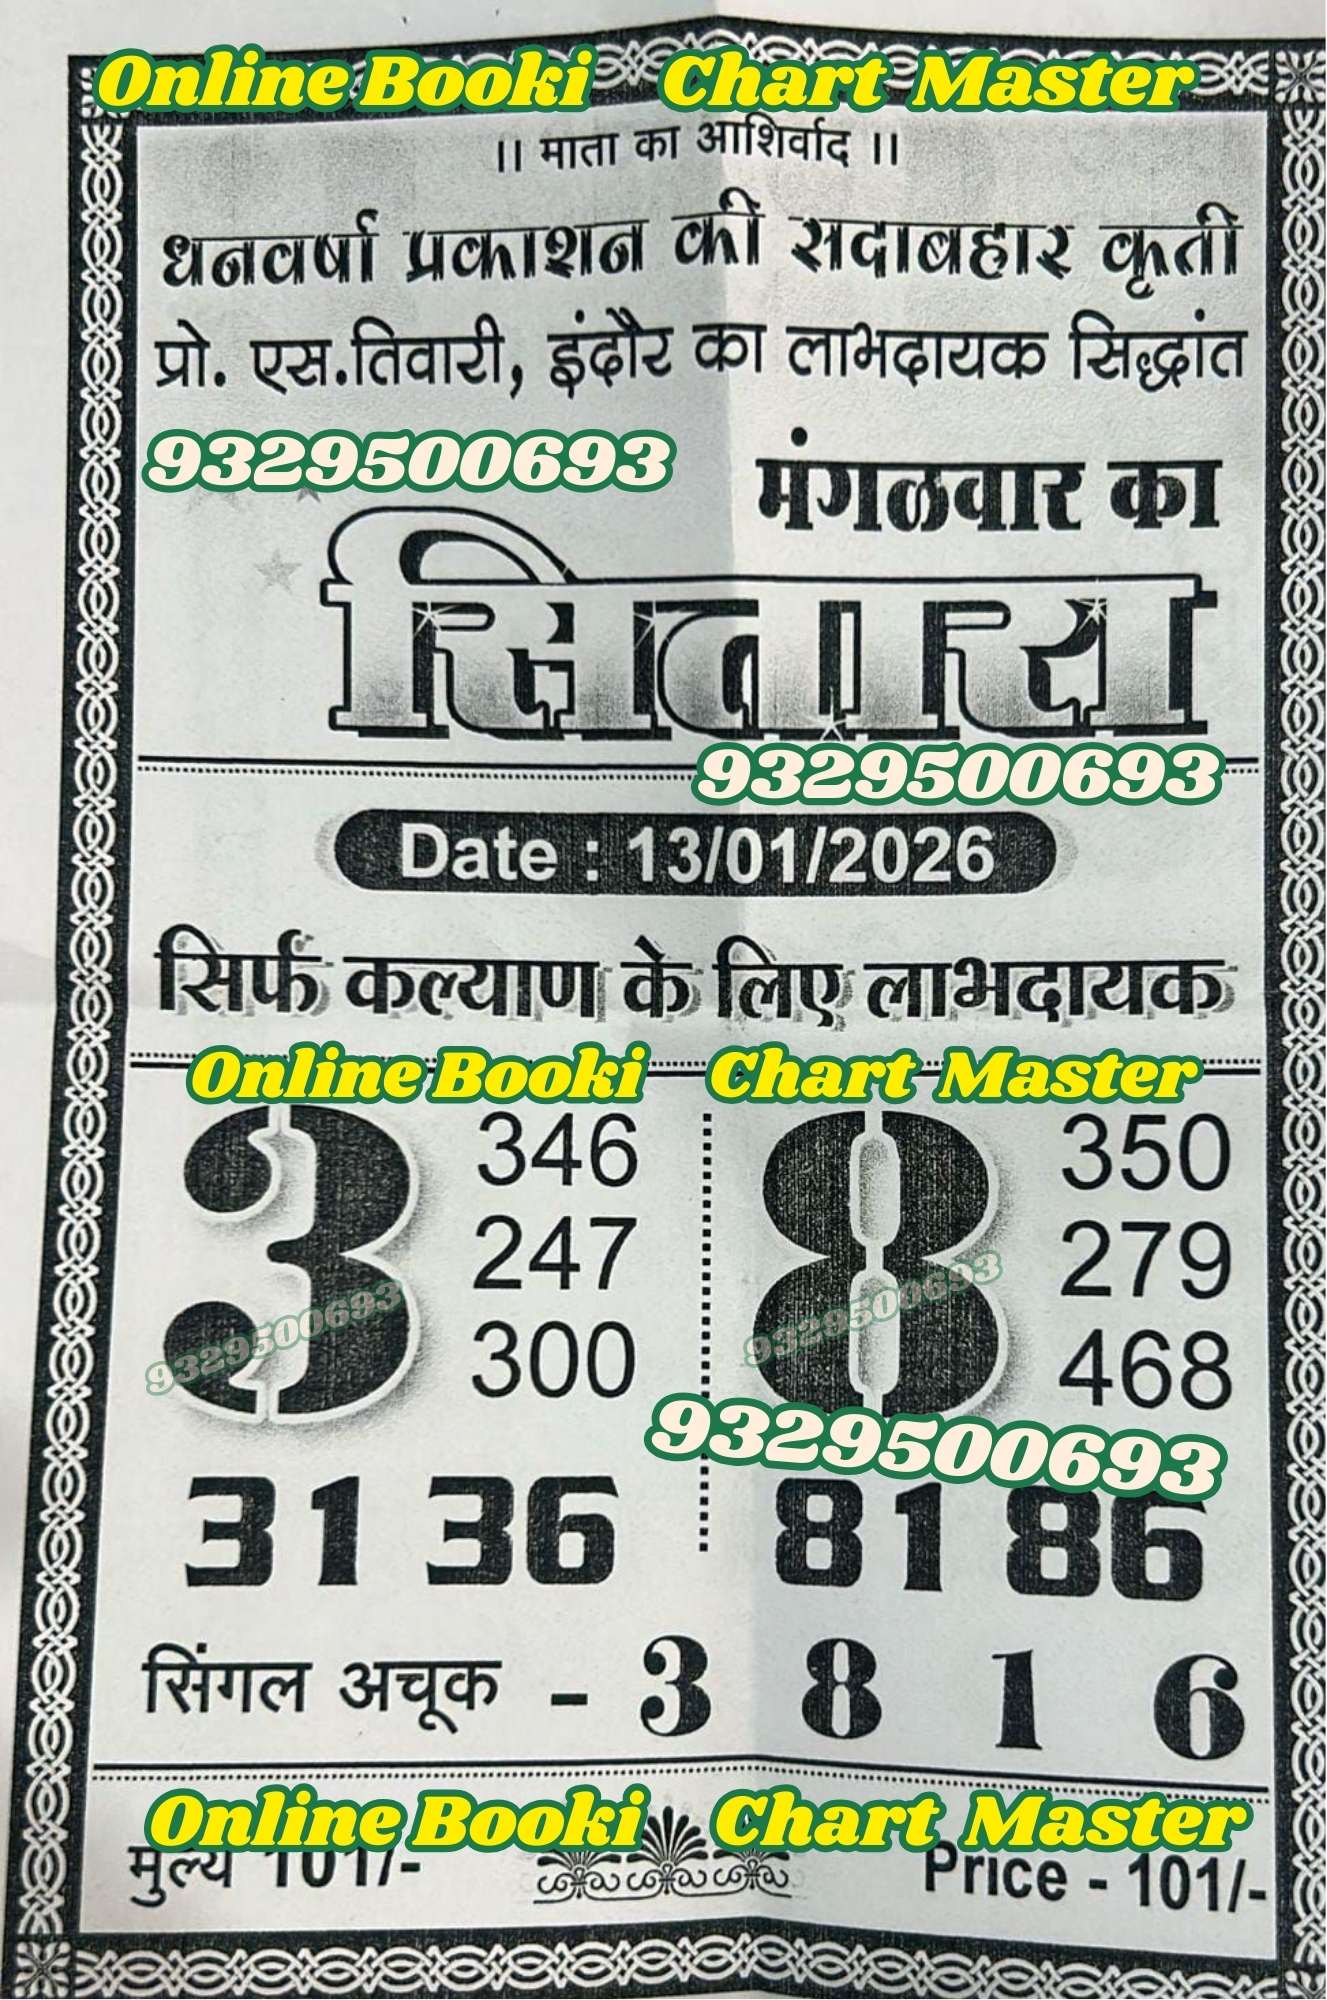 Online Booki Chart Master
।। माता का आशिर्वाद ।।
धनवर्षा प्रकाशन की सदाबहार कृती
प्रो. एस.तिवारी, इंदौर का लाभदायक सिद्धांत
9329500693
मंगळवार का
सितारा
9329500693
Date : 13/01/2026
सिर्फ कल्याण के लिए लाभदायक
Online Booki Chart Master
3 346 8 350
247 279
300 468
9329500693 9329500693
9329500693
31 36 81 86
सिंगल अचूक - 3 8 1 6
Online Booki Chart Master
मुल्य 101/- Price - 101/-